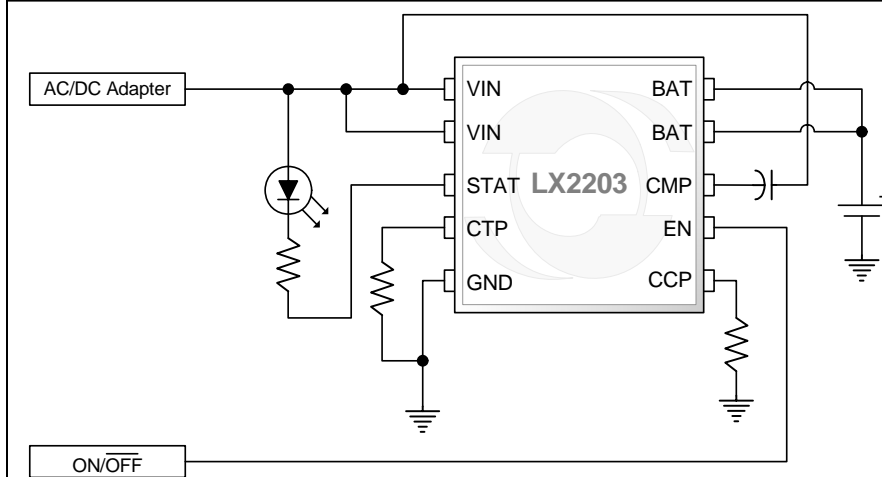 AC/DC Adapter
VIN
BAT
VIN
BAT
STAT
LX2203
CMP
CTP
EN
GND
CCP
ON/OFF